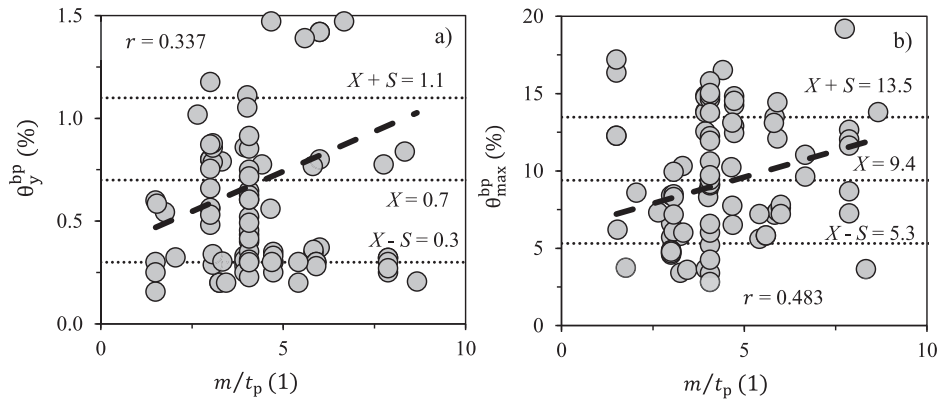 a)
r = 0.337
X + S = 1.1
X = 0.7
X - S = 0.3
1.5
1.0
0.5
0.0
0 5 10
θ_y^bp (%)
m/t_p (1)
b)
X + S = 13.5
X = 9.4
X - S = 5.3
r = 0.483
20
15
10
5
0
0 5 10
θ_max^bp (%)
m/t_p (1)